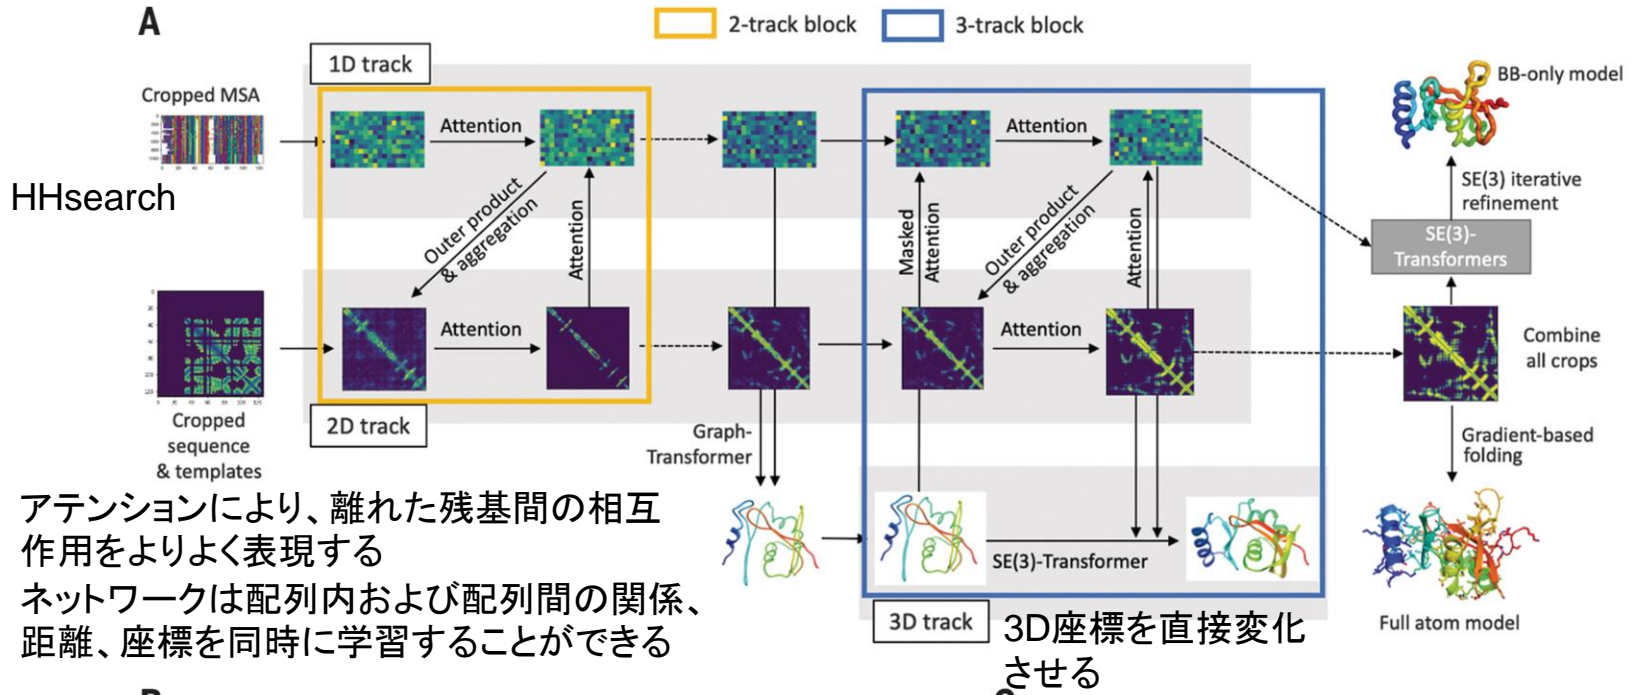 A
2-track block
3-track block
1D track
Cropped MSA
HHsearch
Attention
Outer product
& aggregation
Attention
Attention
Cropped
sequence
& templates
2D track
Graph-
Transformer
Masked
Attention
Attention
Outer product
& aggregation
Attention
Attention
SE(3)-Transformer
3D track
BB-only model
SE(3) iterative
refinement
SE(3)-
Transformers
Combine
all crops
Gradient-based
folding
Full atom model
アテンションにより、離れた残基間の相互
作用をよりよく表現する
ネットワークは配列内および配列間の関係、
距離、座標を同時に学習することができる
3D座標を直接変化
させる